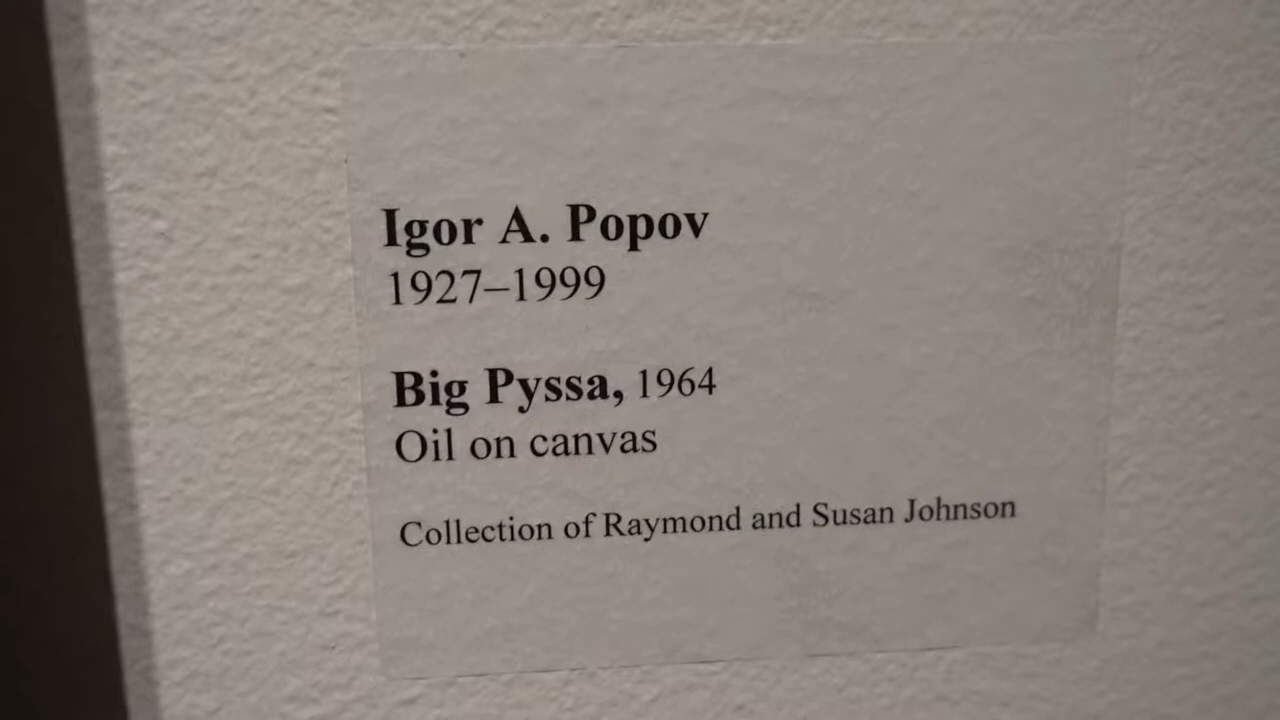 Igor A. Popov
1927–1999
Big Pyssa, 1964
Oil on canvas
Collection of Raymond and Susan Johnson